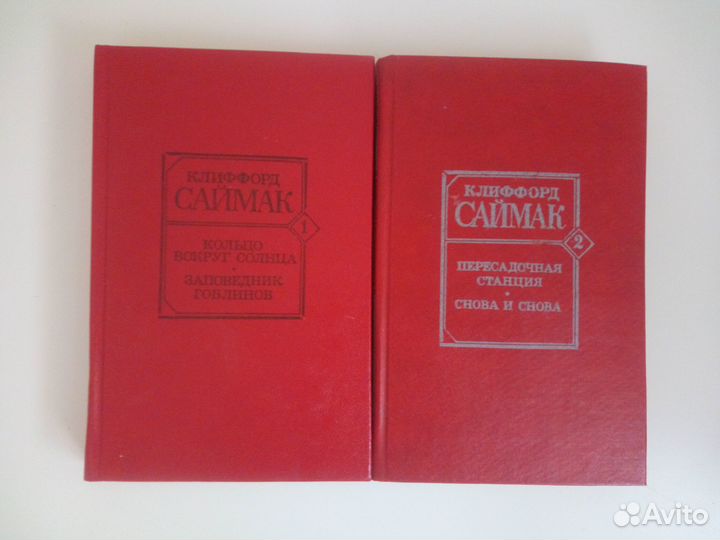 КЛИФФОРД
САЙМАК
1
КОЛЬЦО
ВОКРУГ СОЛНЦА
•
ЗАПОВЕДНИК
ГОБЛИНОВ
КЛИФФОРД
САЙМАК
2
ПЕРЕСАДОЧНАЯ
СТАНЦИЯ
•
СНОВА И СНОВА
Avito